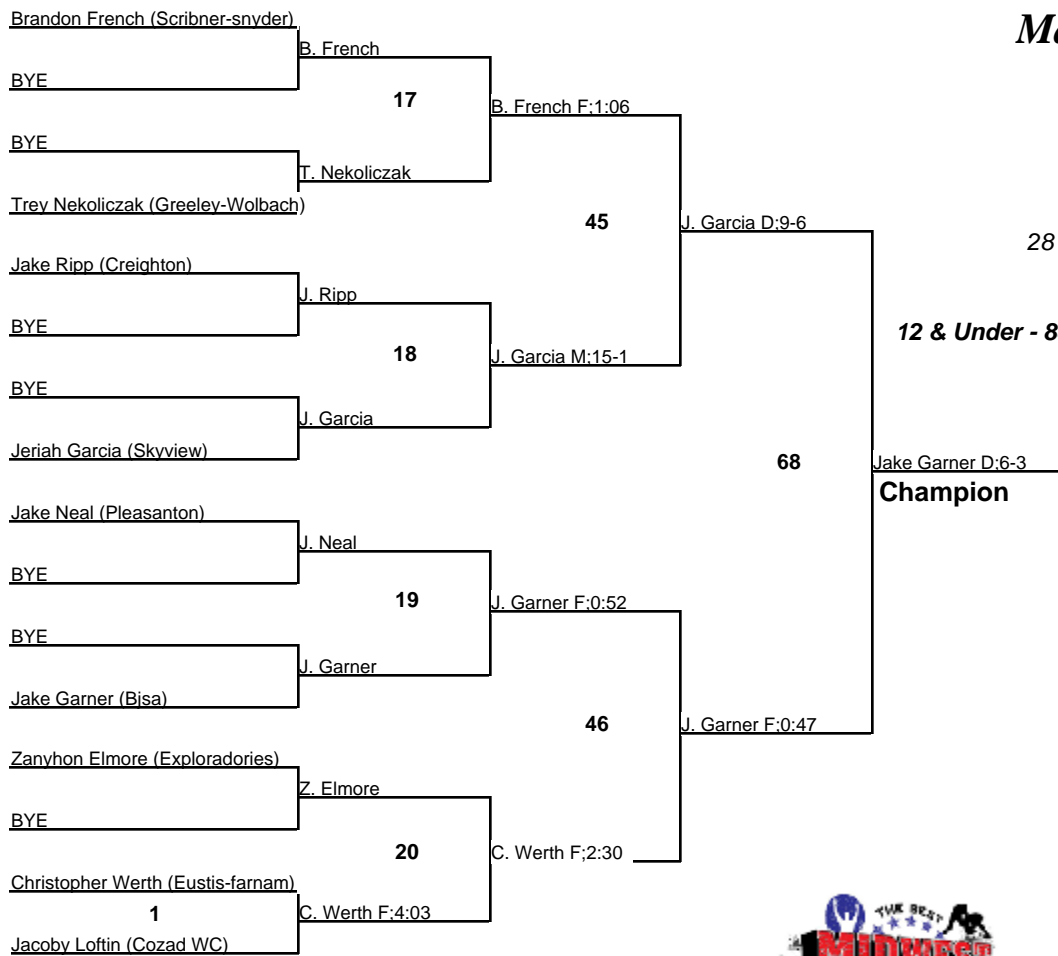 Brandon French (Scribner-snyder)
B. French
BYE
17
B. French F;1:06
BYE
T. Nekoliczak
Trey Nekoliczak (Greeley-Wolbach)
45
J. Garcia D;9-6
28
Jake Ripp (Creighton)
J. Ripp
BYE
12 & Under - 8
18
J. Garcia M;15-1
BYE
J. Garcia
Jeriah Garcia (Skyview)
68
Jake Garner D;6-3
Champion
Jake Neal (Pleasanton)
J. Neal
BYE
19
J. Garner F;0:52
BYE
J. Garner
Jake Garner (Bjsa)
46
J. Garner F;0:47
Zanyhon Elmore (Exploradories)
Z. Elmore
BYE
20
C. Werth F;2:30
Christopher Werth (Eustis-farnam)
1
C. Werth F;4:03
Jacoby Loftin (Cozad WC)
THE BEST
MIDWEST